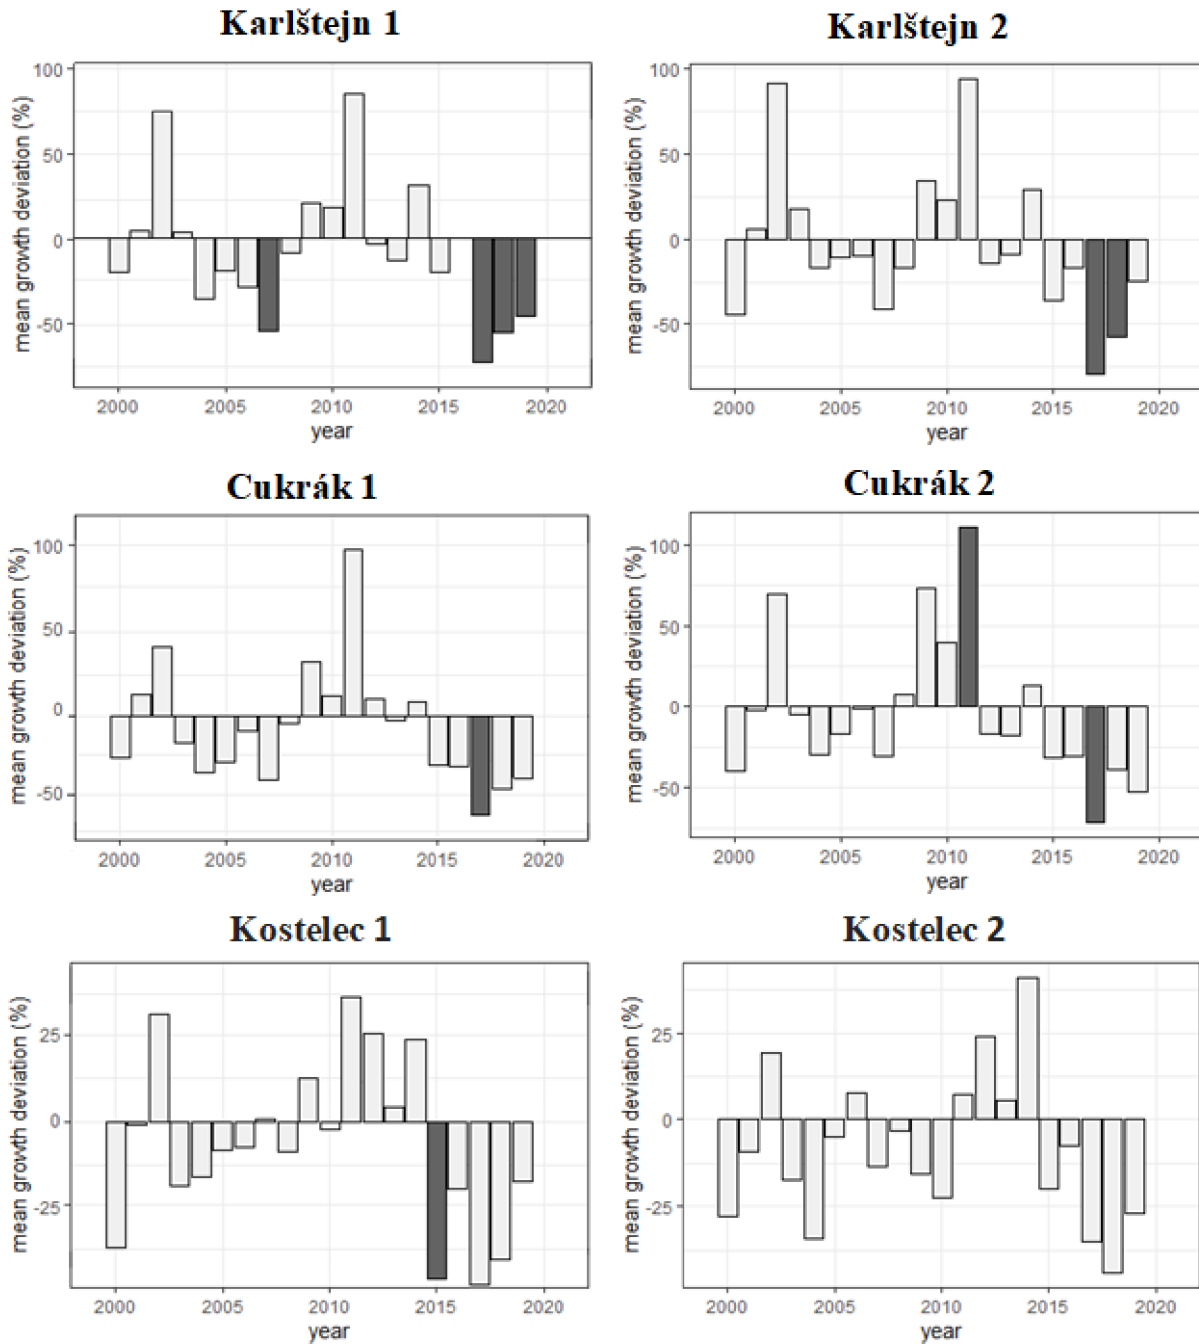 Karlštejn 1
mean growth deviation (%)
100
50
0
-50
2000 2005 2010 2015 2020
year
Karlštejn 2
mean growth deviation (%)
100
50
0
-50
2000 2005 2010 2015 2020
year
Cukrák 1
mean growth deviation (%)
100
50
0
-50
2000 2005 2010 2015 2020
year
Cukrák 2
mean growth deviation (%)
100
50
0
-50
2000 2005 2010 2015 2020
year
Kostelec 1
mean growth deviation (%)
25
0
-25
2000 2005 2010 2015 2020
year
Kostelec 2
mean growth deviation (%)
25
0
-25
2000 2005 2010 2015 2020
year